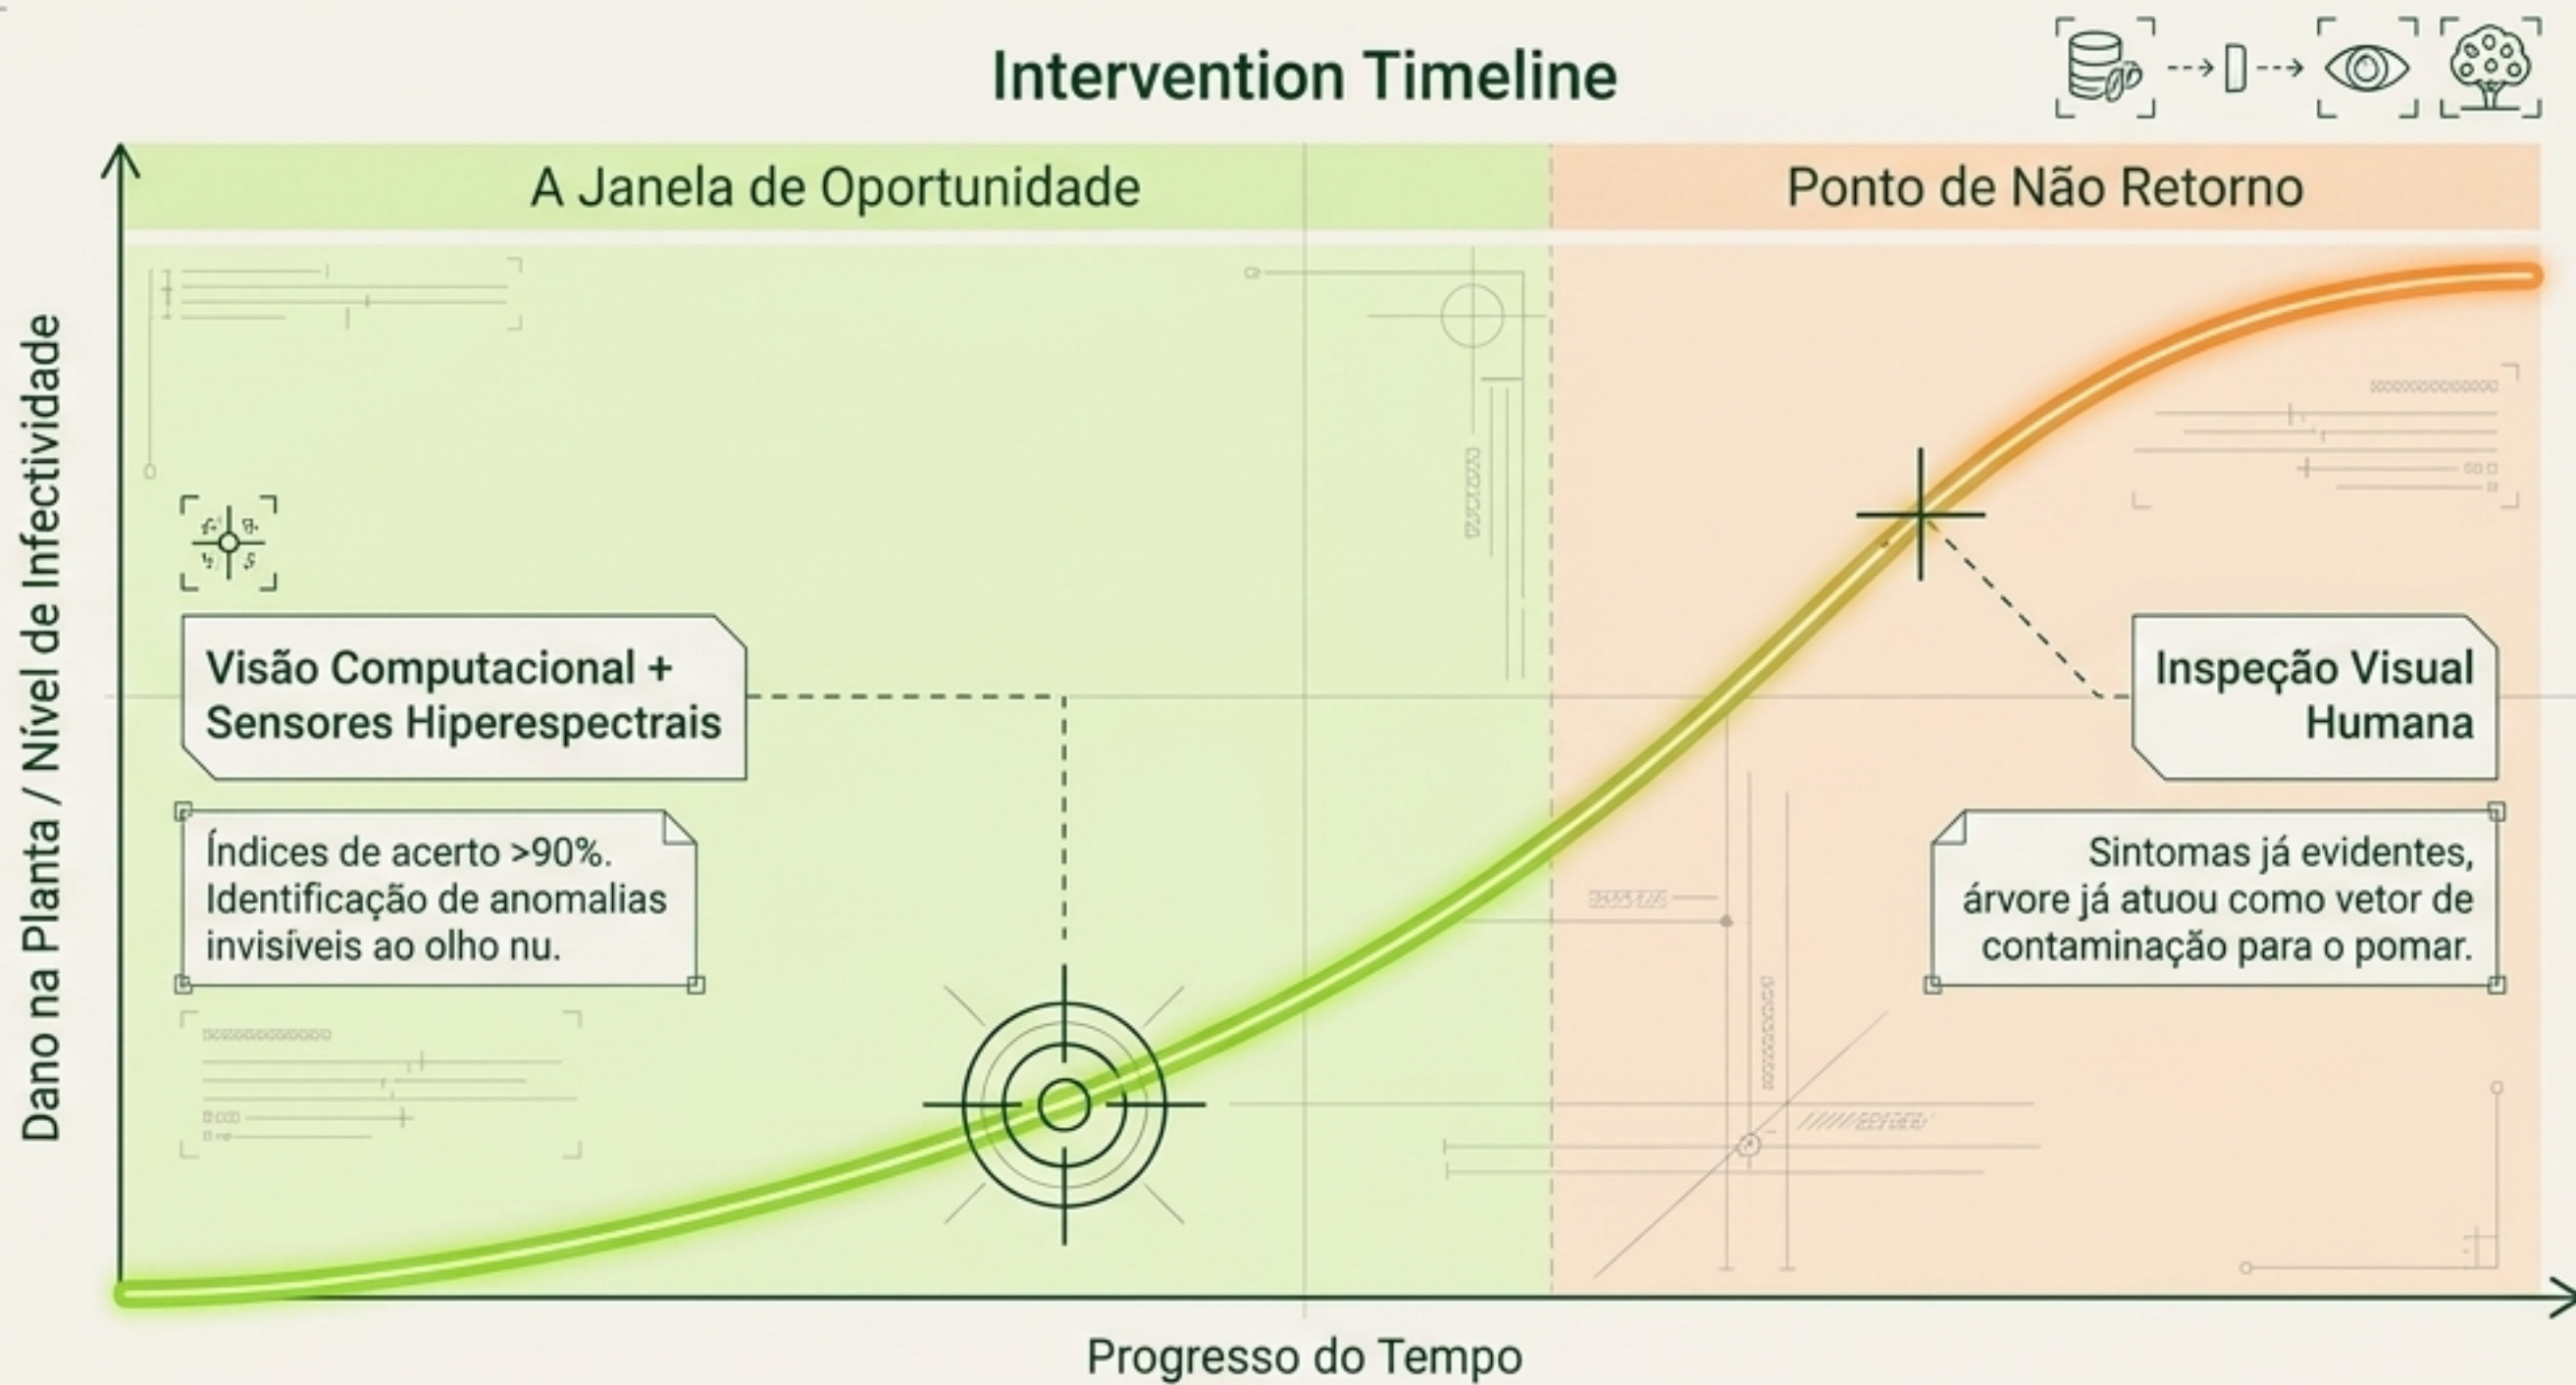 Intervention Timeline
A Janela de Oportunidade
Ponto de Não Retorno
Dano na Planta / Nível de Infectividade
Visão Computacional +
Sensores Hiperespectrais
Índices de acerto >90%.
Identificação de anomalias
invisíveis ao olho nu.
Inspeção Visual
Humana
Sintomas já evidentes,
árvore já atuou como vetor de
contaminação para o pomar.
Progresso do Tempo